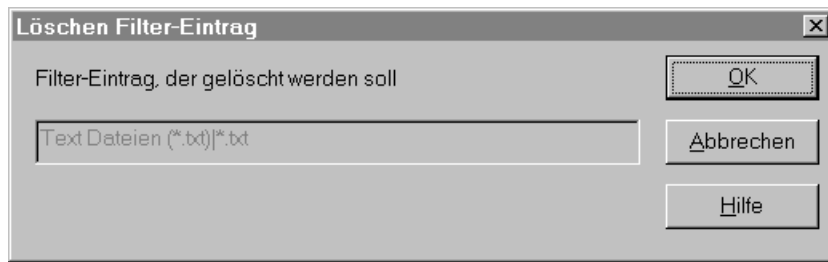 Löschen Filter-Eintrag
Filter-Eintrag, der gelöscht werden soll
OK
Text Dateien (*.txt)|*.txt
Abbrechen
Hilfe